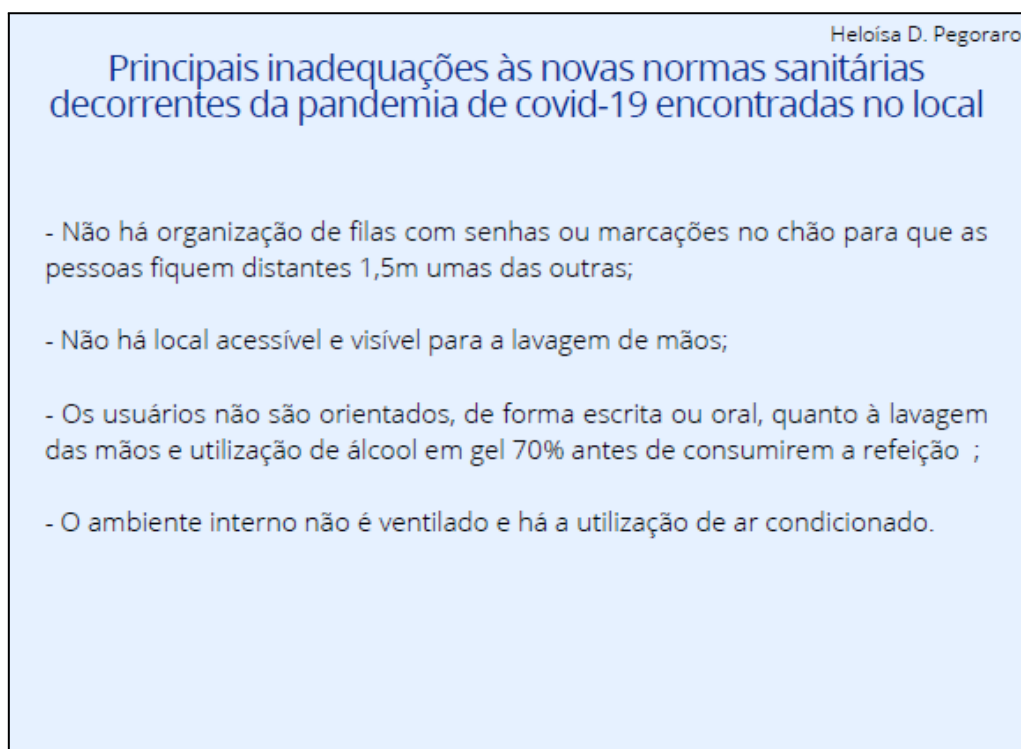 Heloísa D. Pegoraro
Principais inadequações às novas normas sanitárias
decorrentes da pandemia de covid-19 encontradas no local
- Não há organização de filas com senhas ou marcações no chão para que as
pessoas fiquem distantes 1,5m umas das outras;
- Não há local acessível e visível para a lavagem de mãos;
- Os usuários não são orientados, de forma escrita ou oral, quanto à lavagem
das mãos e utilização de álcool em gel 70% antes de consumirem a refeição ;
- O ambiente interno não é ventilado e há a utilização de ar condicionado.